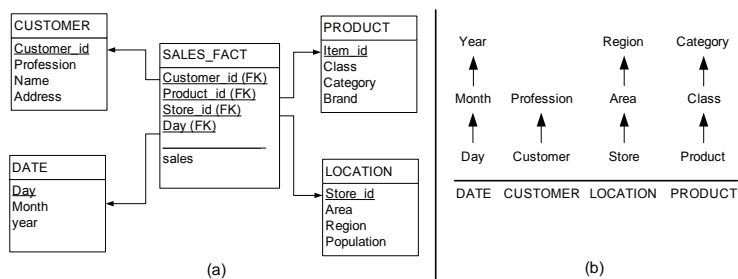 CUSTOMER
Customer_id
Profession
Name
Address
SALES_FACT
Customer_id (FK)
Product_id (FK)
Store_id (FK)
Day (FK)
sales
PRODUCT
Item_id
Class
Category
Brand
DATE
Day
Month
year
LOCATION
Store_id
Area
Region
Population
(a)
Year Region Category
Month Profession Area Class
Day Customer Store Product
DATE CUSTOMER LOCATION PRODUCT
(b)